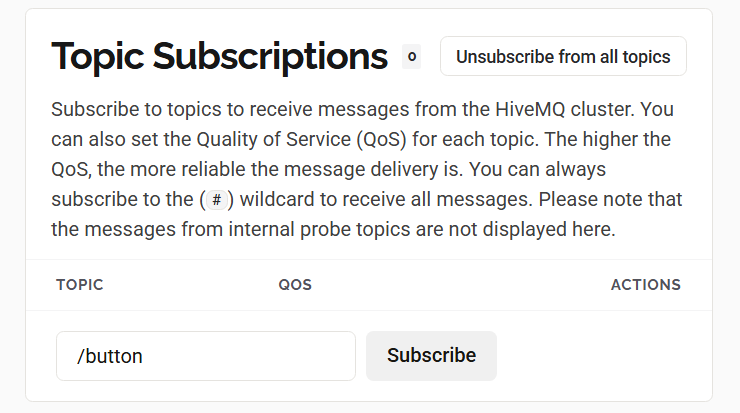 Topic Subscriptions 0 Unsubscribe from all topics
Subscribe to topics to receive messages from the HiveMQ cluster. You
can also set the Quality of Service (QoS) for each topic. The higher the
QoS, the more reliable the message delivery is. You can always
subscribe to the (#) wildcard to receive all messages. Please note that
the messages from internal probe topics are not displayed here.
TOPIC QOS ACTIONS
/button Subscribe